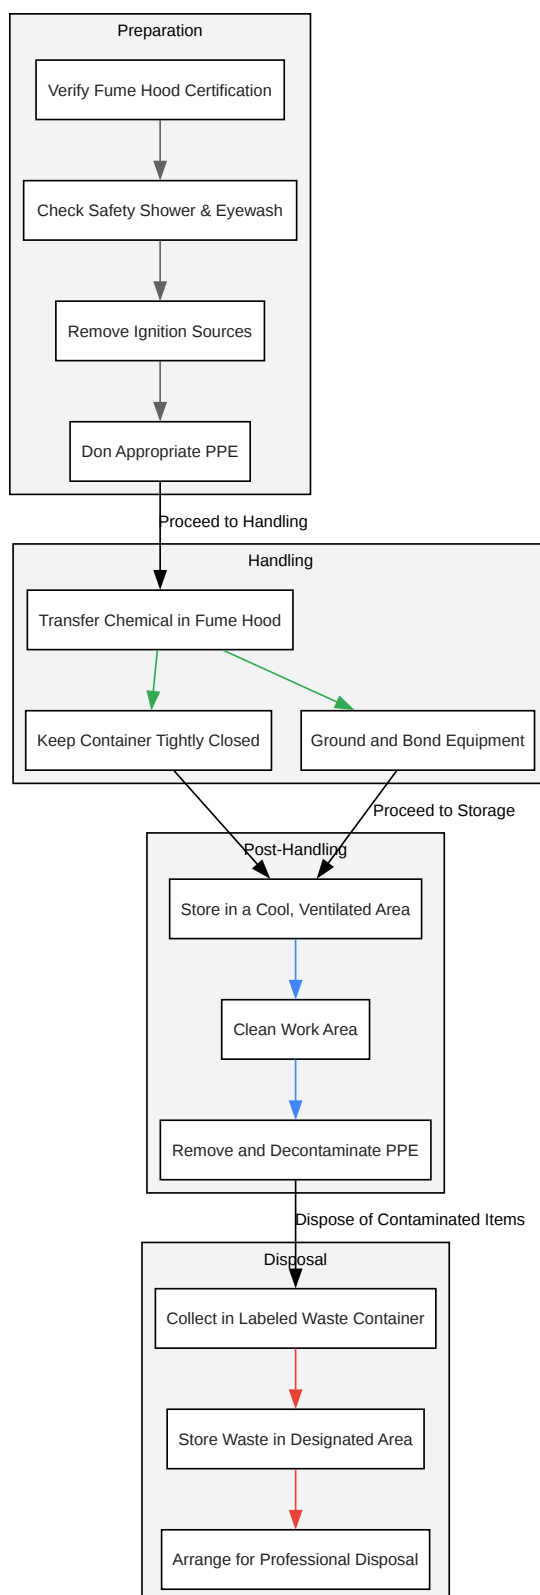 Preparation
Verify Fume Hood Certification
Check Safety Shower & Eyewash
Remove Ignition Sources
Don Appropriate PPE
Proceed to Handling
Handling
Transfer Chemical in Fume Hood
Keep Container Tightly Closed
Ground and Bond Equipment
Proceed to Storage
Post-Handling
Store in a Cool, Ventilated Area
Clean Work Area
Remove and Decontaminate PPE
Dispose of Contaminated Items
Disposal
Collect in Labeled Waste Container
Store Waste in Designated Area
Arrange for Professional Disposal